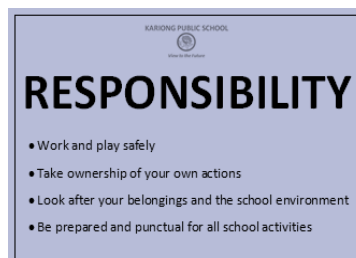 KARIONG PUBLIC SCHOOL
RESPONSIBILITY
• Work and play safely
• Take ownership of your own actions
• Look after your belongings and the school environment
• Be prepared and punctual for all school activities